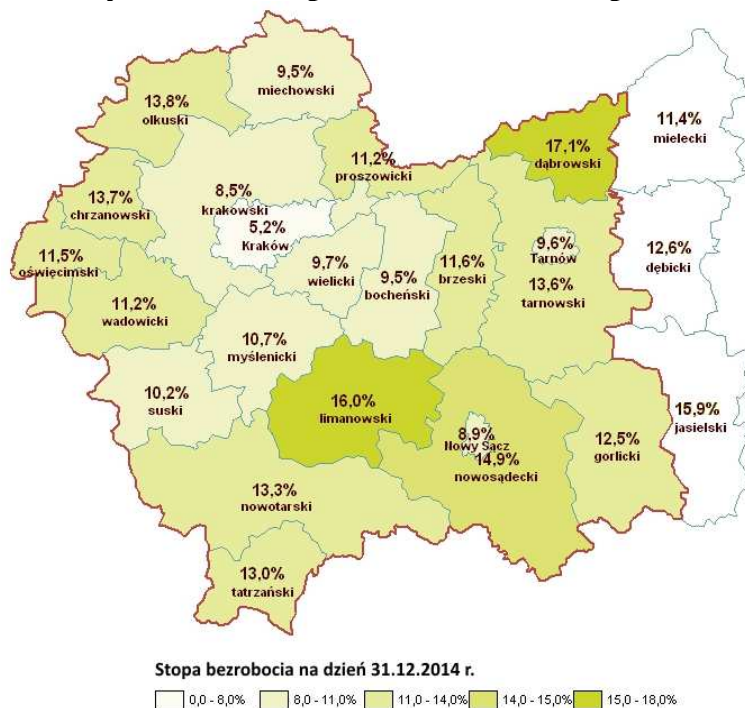 9,5%
miechowski
13,8%
olkuski
11,4%
mielecki
17,1%
dąbrowski
11,2%
proszowicki
8,5%
krakowski
13,7%
chrzanowski
5,2%
Kraków
11,5%
oświęcimski
9,7%
wielicki
9,5%
bocheński
11,6%
brzeski
9,6%
Tarnów
13,6%
tarnowski
12,6%
dębicki
11,2%
wadowicki
10,7%
myślenicki
10,2%
suski
16,0%
limanowski
8,9%
Nowy Sącz
14,9%
nowosądecki
12,5%
gorlicki
15,9%
jasielski
13,3%
nowotarski
13,0%
tatrzański
Stopa bezrobocia na dzień 31.12.2014 r.
0,0 - 8,0% 8,0 - 11,0% 11,0 - 14,0% 14,0 - 15,0% 15,0 - 18,0%